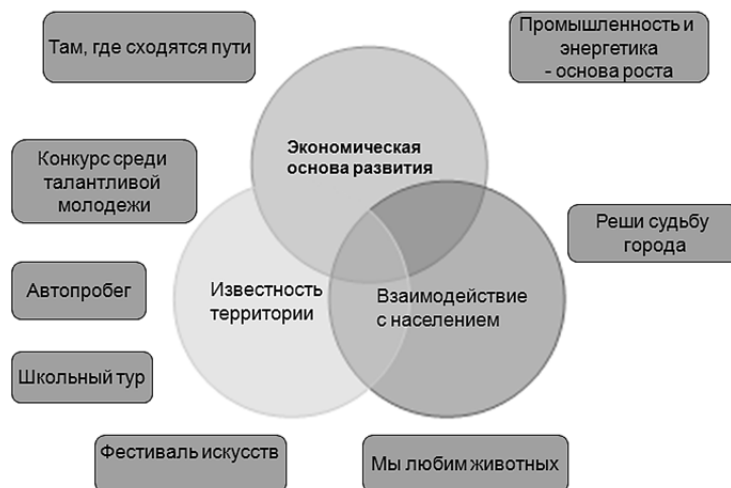 Там, где сходятся пути
Промышленность и
энергетика
- основа роста
Экономическая
основа развития
Конкурс среди
талантливой
молодежи
Реши судьбу
города
Автопробег
Известность
территории
Взаимодействие
с населением
Школьный тур
Фестиваль искусств
Мы любим животных